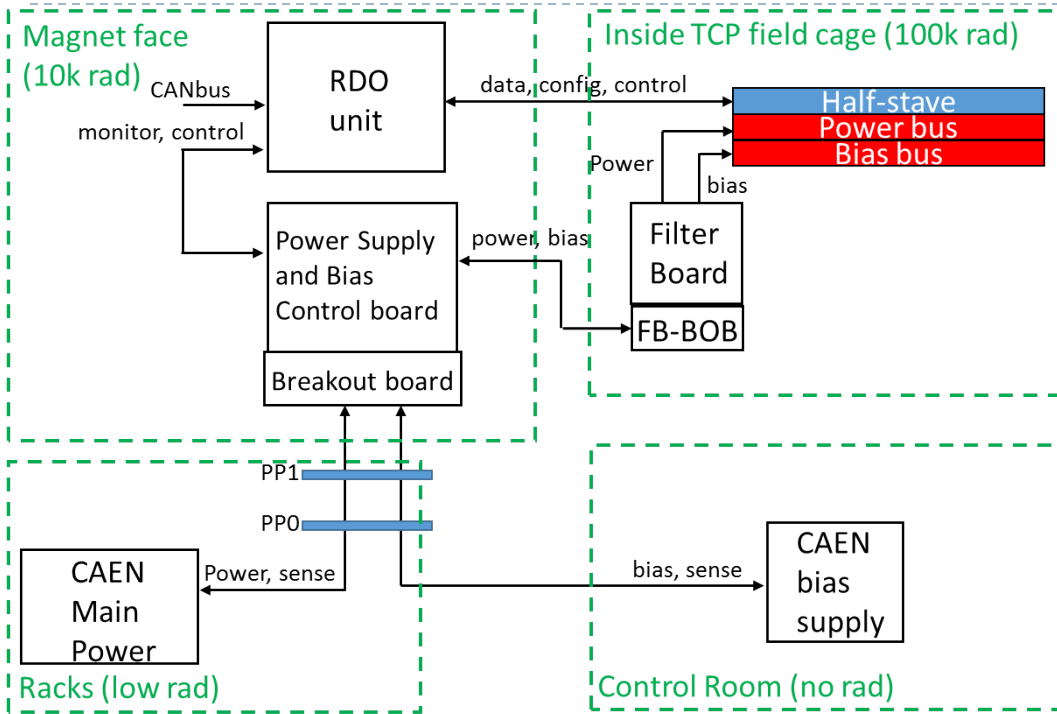 Magnet face
(10k rad)
CANbus
monitor, control
RDO
unit
data, config, control
Inside TCP field cage (100k rad)
Half-stave
Power bus
Bias bus
Power
bias
Power Supply
and Bias
Control board
power, bias
Filter
Board
FB-BOB
Breakout board
PP1
PP0
CAEN
Main
Power
Power, sense
bias, sense
CAEN
bias
supply
Racks (low rad)
Control Room (no rad)